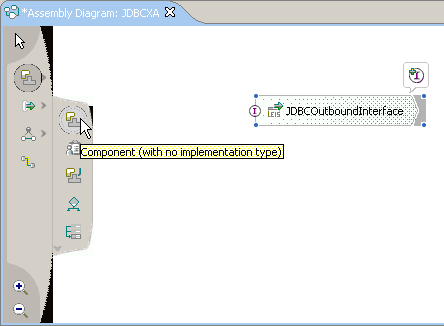 *Assembly Diagram: JDBCXA
JDBCOutboundInterface
Component (with no implementation type)